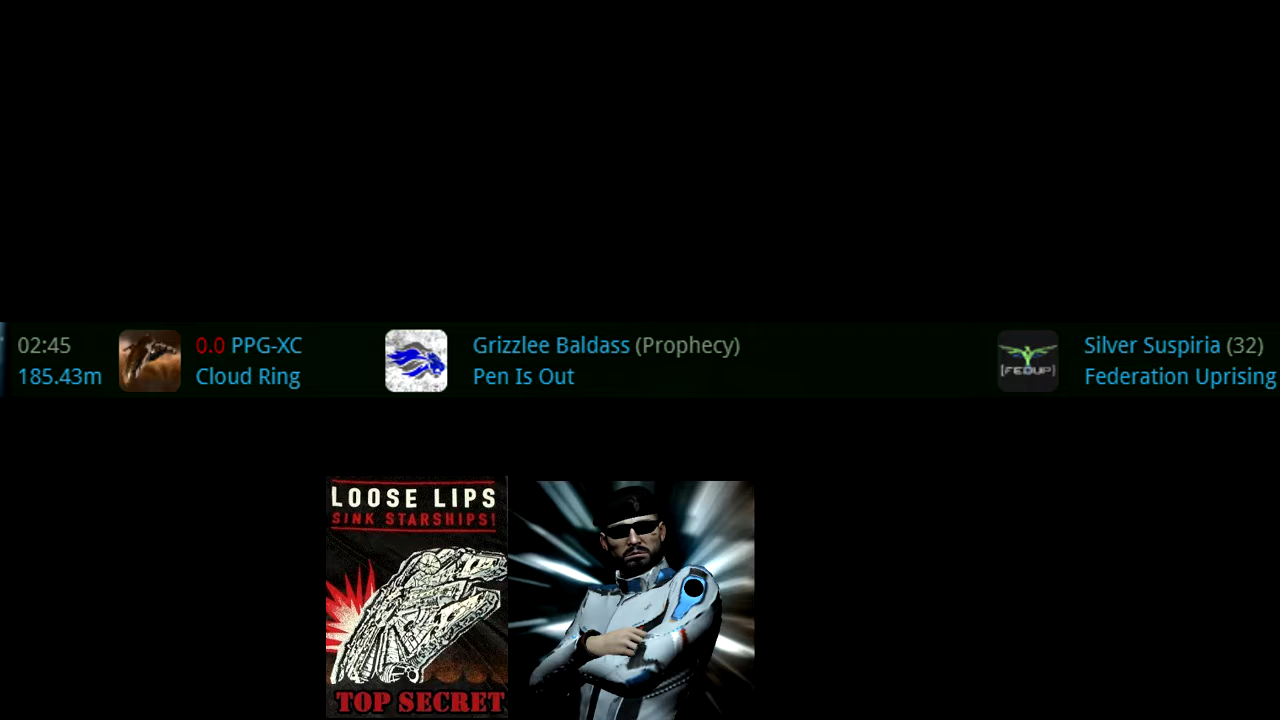 02:45
185.43m
0.0 PPG-XC
Cloud Ring
Grizzlee Baldass (Prophecy)
Pen Is Out
[FEDUP]
Silver Suspiria (32)
Federation Uprising
LOOSE LIPS
SINK STARSHIPS!
TOP SECRET